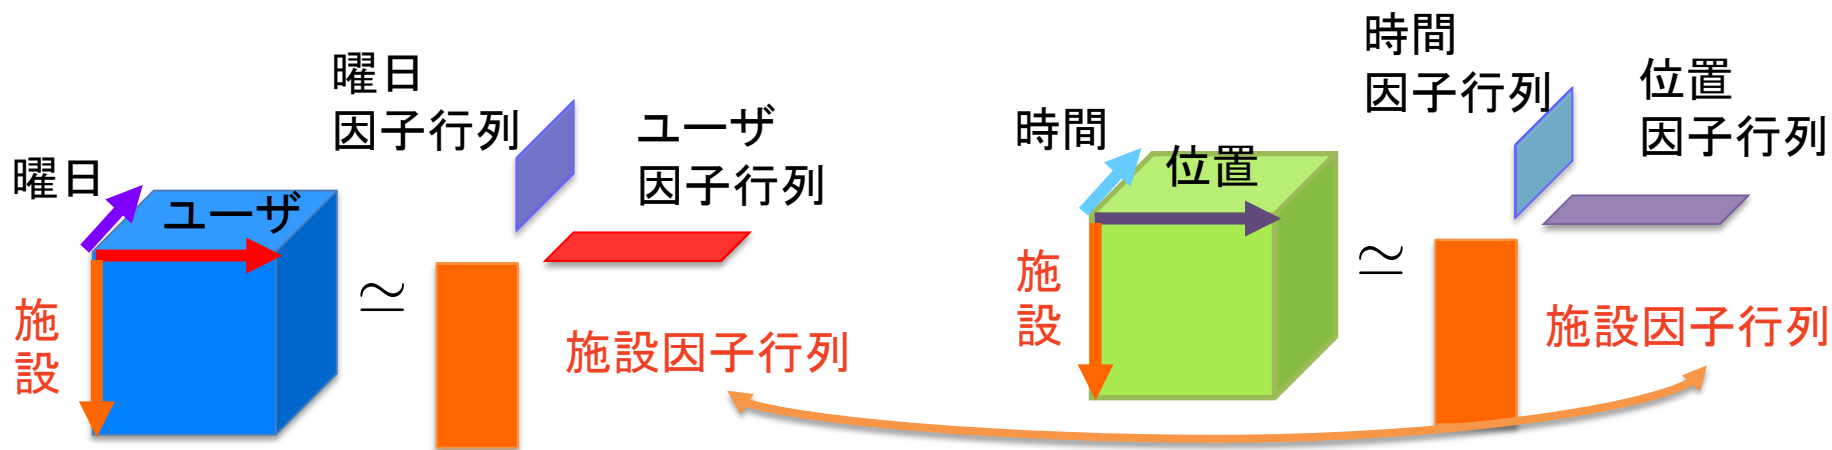 曜日
因子行列
ユーザ
因子行列
曜日
ユーザ
施
設
≃
施設因子行列
時間
因子行列
位置
因子行列
時間
位置
施
設
≃
施設因子行列